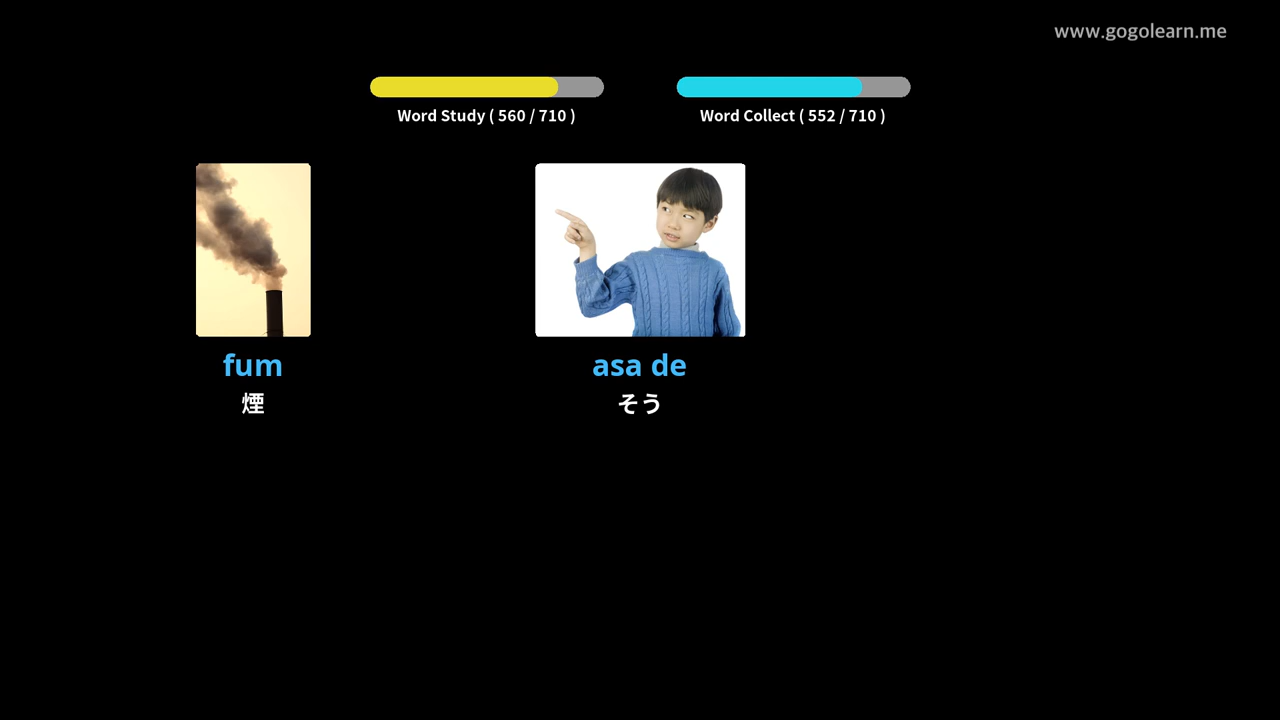 www.gogolearn.me
Word Study ( 560 / 710 )
Word Collect ( 552 / 710 )
fum
煙
asa de
そう